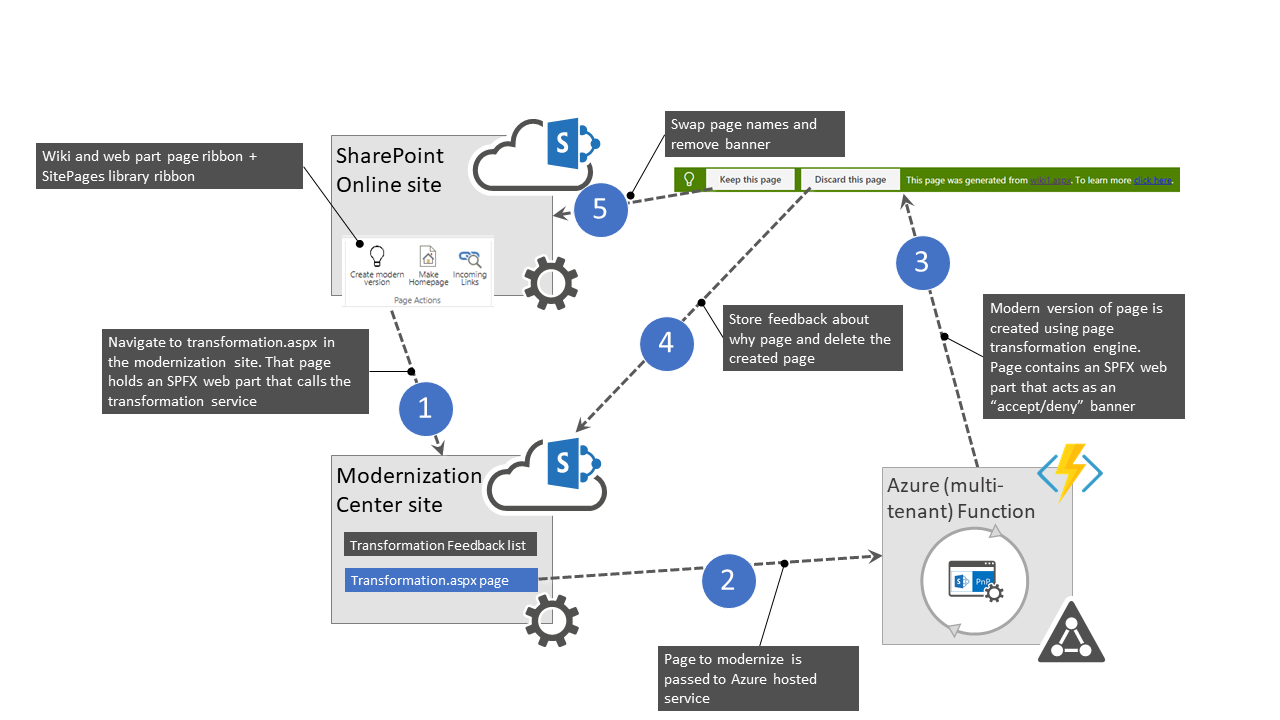 Swap page names and
remove banner
Wiki and web part page ribbon +
SitePages library ribbon
SharePoint
Online site
S
Keep this page
Discard this page
This page was generated from wiki1.aspx. To learn more click here.
5
3
Create modern
version
Make
Homepage
Incoming
Links
Page Actions
Navigate to transformation.aspx in
the modernization site. That page
holds an SPFX web part that calls the
transformation service
1
4
Store feedback about
why page and delete the
created page
Modern version of page is
created using page
transformation engine.
Page contains an SPFX web
part that acts as an
“accept/deny” banner
Modernization
Center site
S
Transformation Feedback list
Transformation.aspx page
2
Azure (multi-
tenant) Function
S
PnP
Page to modernize is
passed to Azure hosted
service